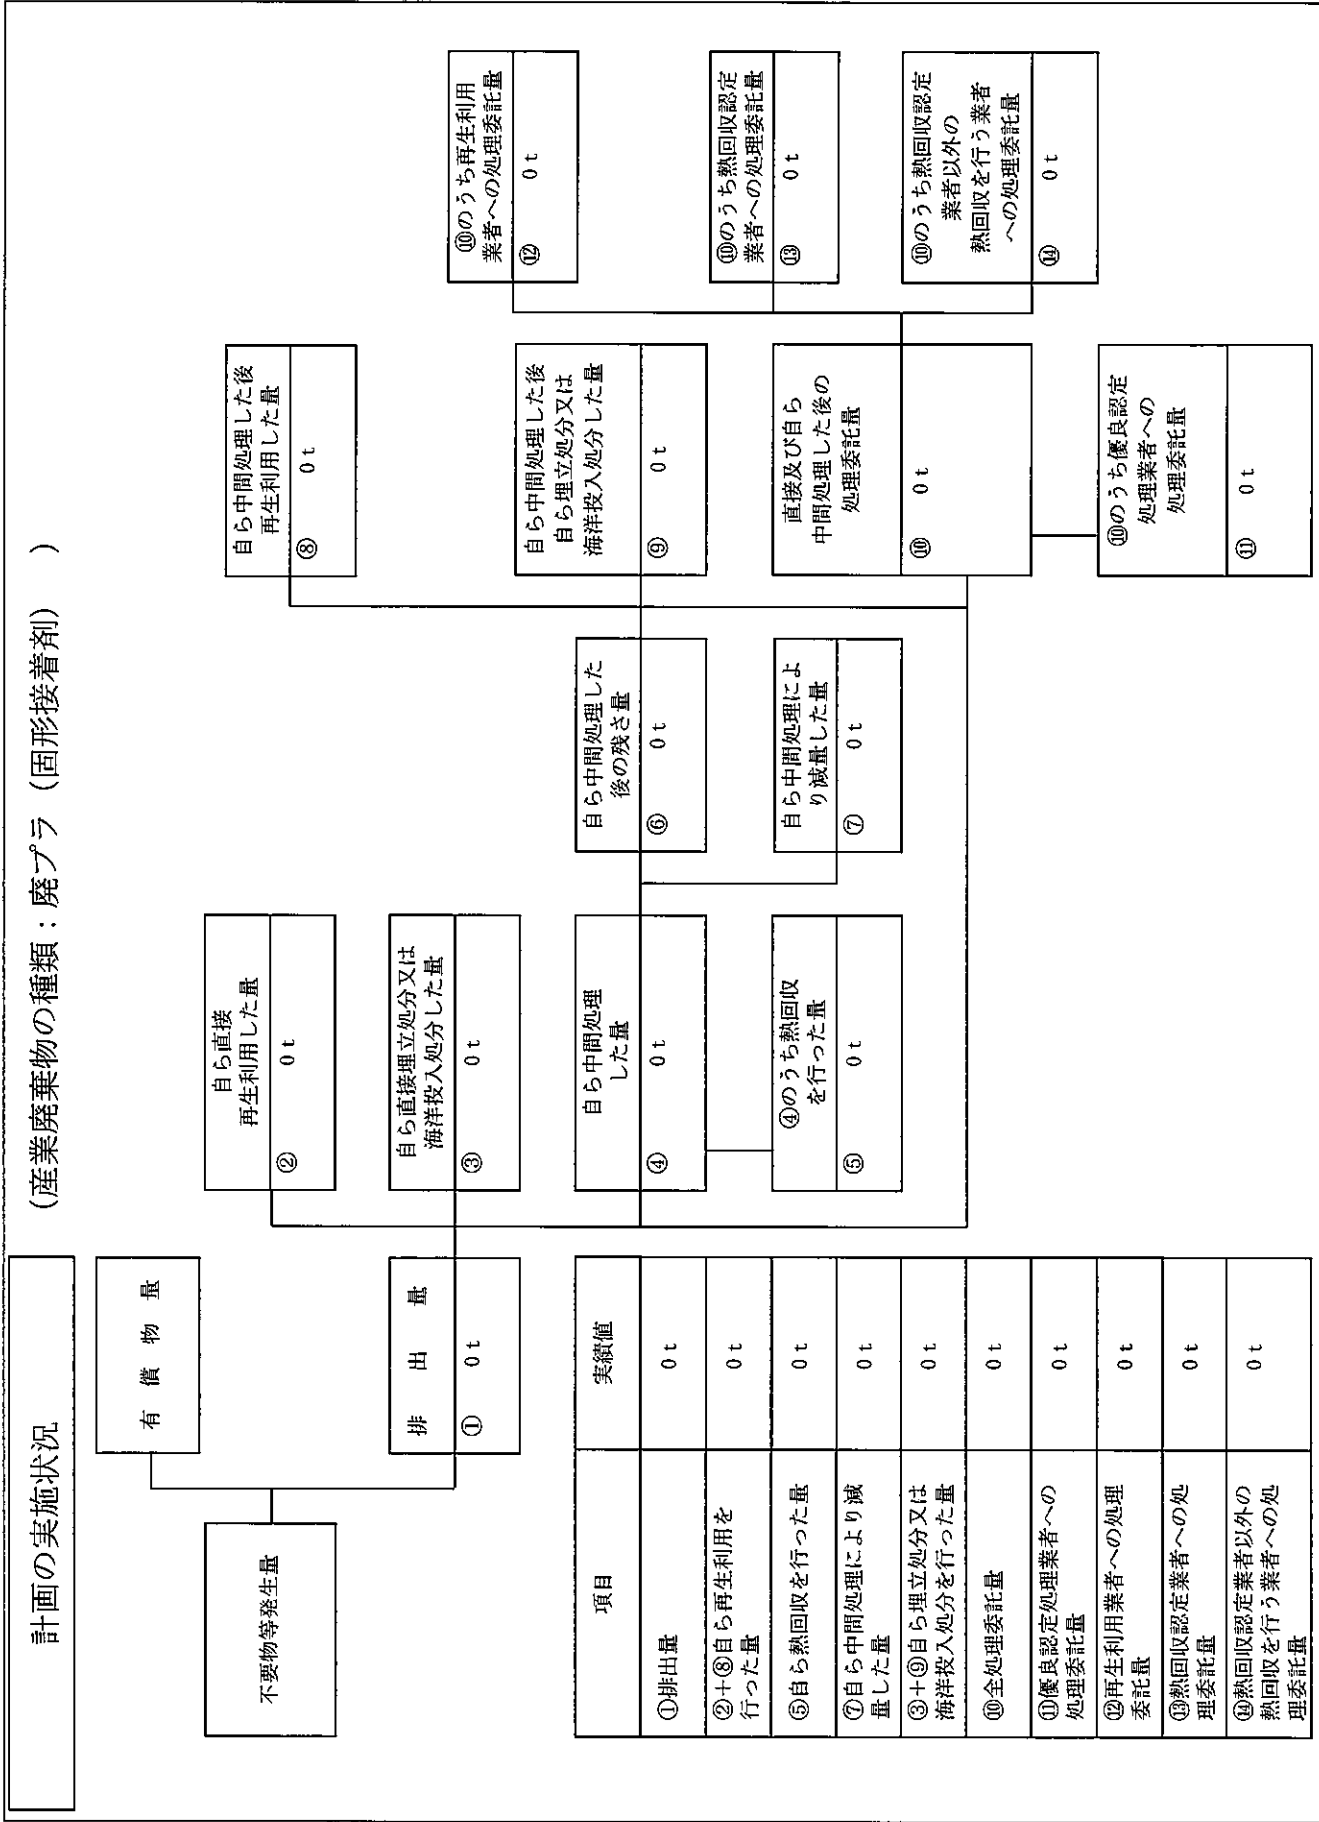 計画の実施状況
(産業廃棄物の種類：廃プラ (固形接着剤) )
不要物等発生量
有償物量
排出量
① 0t
自ら直接
再生利用した量
② 0t
自ら直接埋立処分又は
海洋投入処分した量
③ 0t
自ら中間処理
した量
④ 0t
④のうち熱回収
を行った量
⑤ 0t
自ら中間処理した
後の残さ量
⑥ 0t
自ら中間処理によ
り減量した量
⑦ 0t
自ら中間処理した後
再生利用した量
⑧ 0t
自ら中間処理した後
自ら埋立処分又は
海洋投入処分した量
⑨ 0t
直接及び自ら
中間処理した後の
処理委託量
⑩ 0t
⑩のうち優良認定
処理業者への
処理委託量
⑪ 0t
⑩のうち再生利用
業者への処理委託量
⑫ 0t
⑩のうち熱回収認定
業者への処理委託量
⑬ 0t
⑩のうち熱回収認定
業者以外の
熱回収を行う業者
への処理委託量
⑭ 0t
項目 実績値
①排出量 0t
②+⑧自ら再生利用を
行った量 0t
⑤自ら熱回収を行った量 0t
⑦自ら中間処理により減
量した量 0t
③+⑨自ら埋立処分又は
海洋投入処分を行った量 0t
⑩全処理委託量 0t
⑪優良認定処理業者への
処理委託量 0t
⑫再生利用業者への処理
委託量 0t
⑬熱回収認定業者への処
理委託量 0t
⑭熱回収認定業者以外の
熱回収を行う業者への処
理委託量 0t